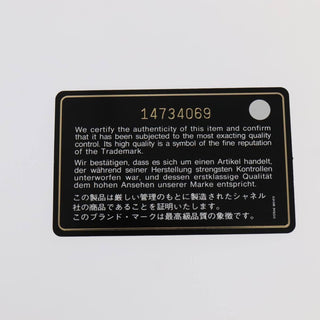 14734069
We certify the authenticity of this item and confirm
that it has been subjected to the most exacting quality
control. Its high quality is a symbol of the fine reputation
of the Trademark.
Wir bestätigen, dass es sich um einen Artikel handelt,
der während seiner Herstellung strengsten Kontrollen
unterworfen war, und dessen erstklassige Qualität
dem hohen Ansehen unserer Marke entspricht.
この製品は厳しい管理のもとに製造されたシャネル
社の商品であることを証明いたします。
このブランド・マークは最高級品質の象徴です。